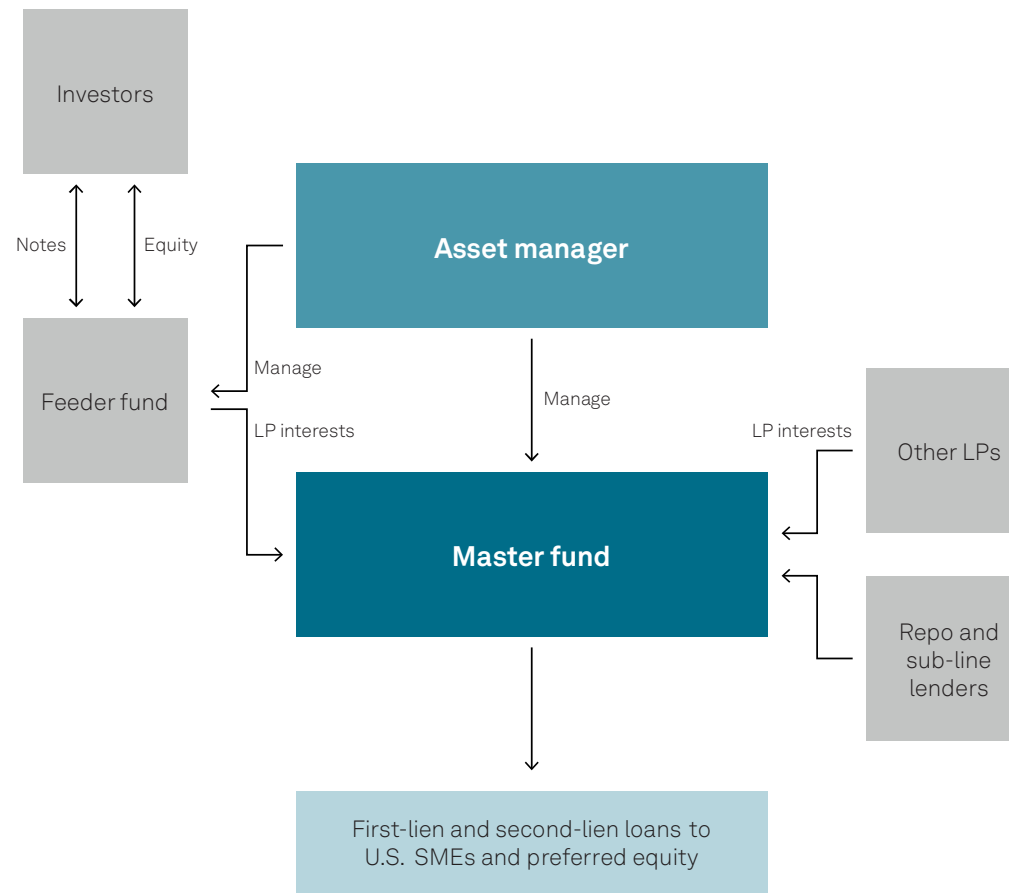 Investors
Notes
Equity
Asset manager
Manage
Feeder fund
LP interests
Manage
LP interests
Other LPs
Master fund
Repo and
sub-line
lenders
First-lien and second-lien loans to
U.S. SMEs and preferred equity